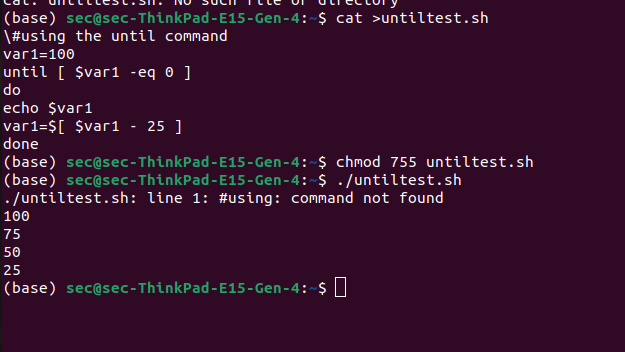 cat: untiltest.sh: No such file or directory
(base) sec@sec-ThinkPad-E15-Gen-4:~$ cat >untiltest.sh
\#using the until command
var1=100
until [ $var1 -eq 0 ]
do
echo $var1
var1=$[ $var1 - 25 ]
done
(base) sec@sec-ThinkPad-E15-Gen-4:~$ chmod 755 untiltest.sh
(base) sec@sec-ThinkPad-E15-Gen-4:~$ ./untiltest.sh
./untiltest.sh: line 1: #using: command not found
100
75
50
25
(base) sec@sec-ThinkPad-E15-Gen-4:~$